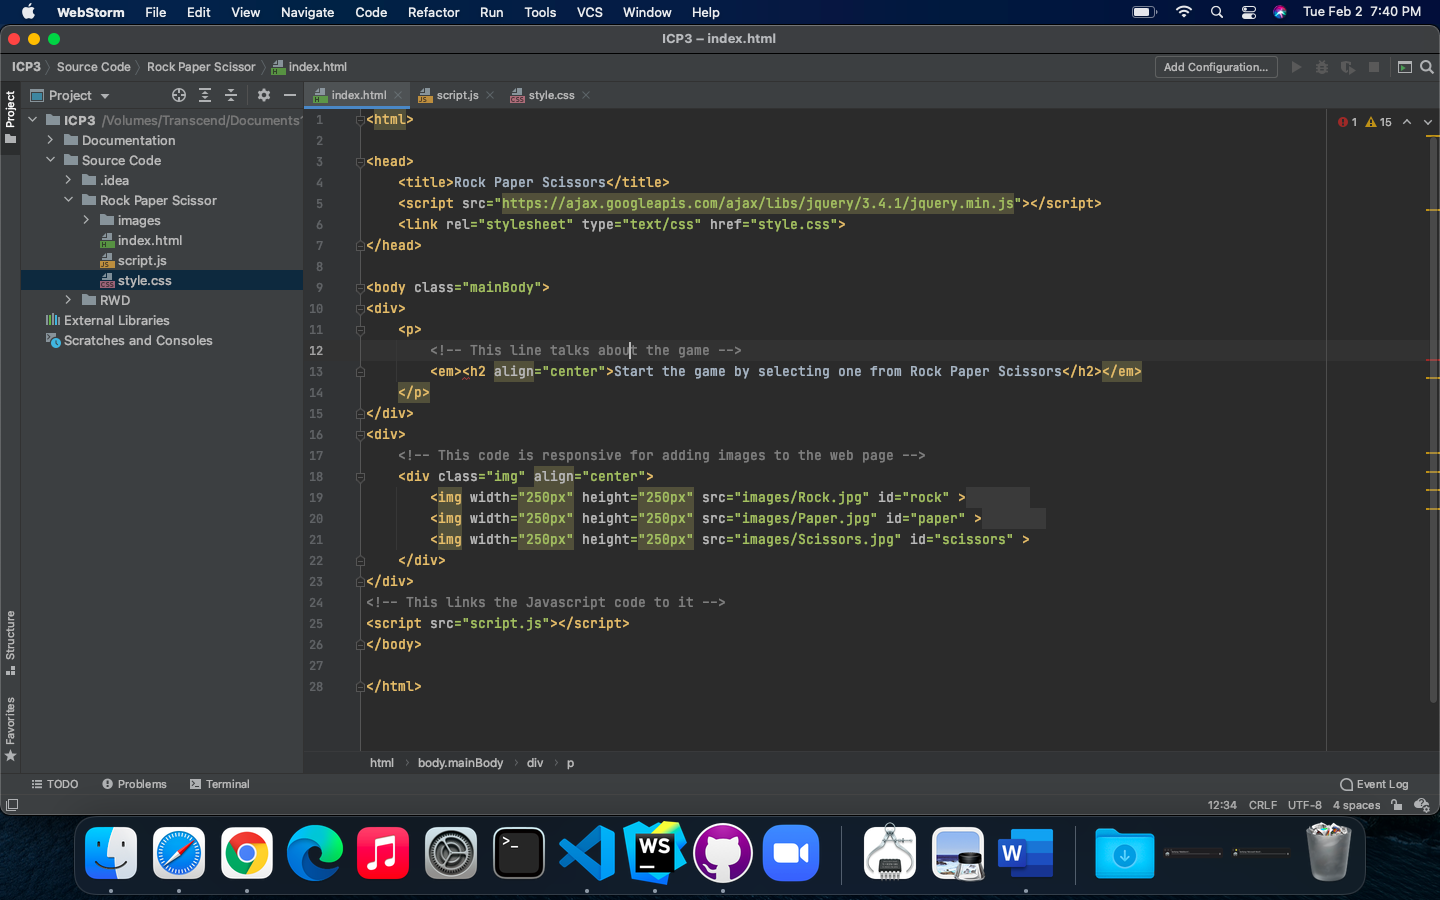 WebStorm File Edit View Navigate Code Refactor Run Tools VCS Window Help Tue Feb 2 7:40 PM
ICP3 – index.html
ICP3 Source Code Rock Paper Scissor index.html Add Configuration...
Project
Project
index.html script.js style.css
ICP3 /Volumes/Transcend/Documents
Documentation
Source Code
.idea
Rock Paper Scissor
images
index.html
script.js
style.css
RWD
External Libraries
Scratches and Consoles
1 15
1 <html>
2
3 <head>
4 <title>Rock Paper Scissors</title>
5 <script src="https://ajax.googleapis.com/ajax/libs/jquery/3.4.1/jquery.min.js"></script>
6 <link rel="stylesheet" type="text/css" href="style.css">
7 </head>
8
9 <body class="mainBody">
10 <div>
11 <p>
12 <!-- This line talks about the game -->
13 <em><h2 align="center">Start the game by selecting one from Rock Paper Scissors</h2></em>
14 </p>
15 </div>
16 <div>
17 <!-- This code is responsive for adding images to the web page -->
18 <div class="img" align="center">
19 <img width="250px" height="250px" src="images/Rock.jpg" id="rock" >
20 <img width="250px" height="250px" src="images/Paper.jpg" id="paper" >
21 <img width="250px" height="250px" src="images/Scissors.jpg" id="scissors" >
22 </div>
23 </div>
24 <!-- This links the Javascript code to it -->
25 <script src="script.js"></script>
26 </body>
27
28 </html>
Structure
Favorites
html body.mainBody div p
TODO Problems Terminal Event Log
12:34 CRLF UTF-8 4 spaces
>_
WS
W